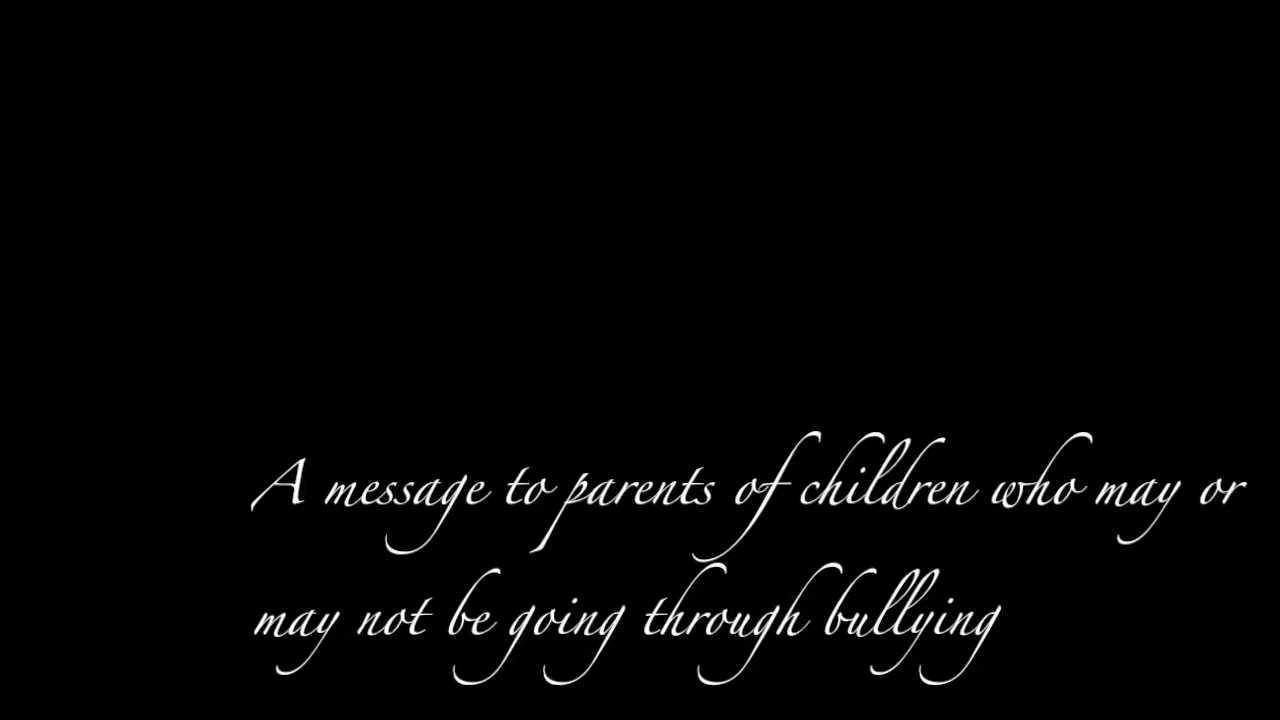 A message to parents of children who may or
may not be going through bullying